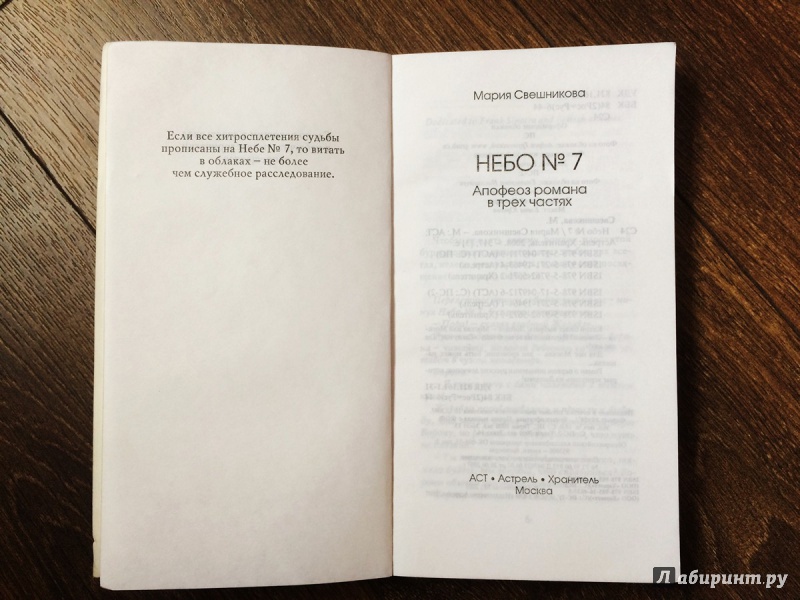 Если все хитросплетения судьбы
прописаны на Небе № 7, то витать
в облаках – не более
чем служебное расследование.
Мария Свешникова
НЕБО № 7
Апофеоз романа
в трех частях
АСТ • Астрель • Хранитель
Москва
Лабиринт.ру